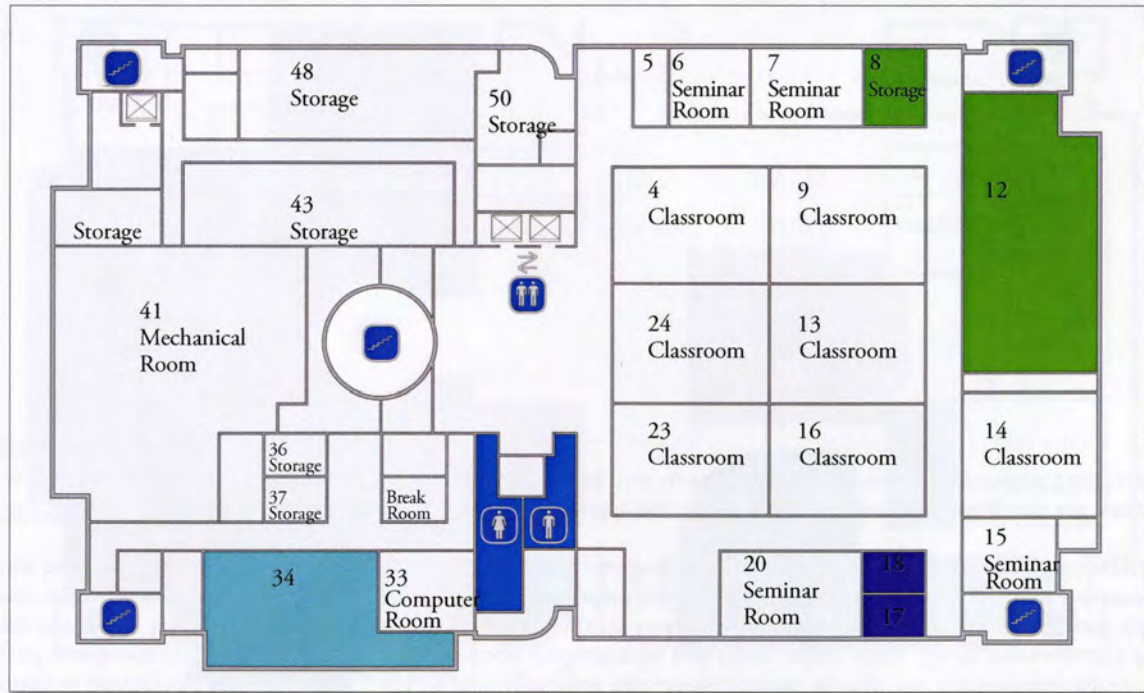 48
Storage
50
Storage
5
6
Seminar
Room
7
Seminar
Room
8
Storage
4
Classroom
9
Classroom
12
43
Storage
Storage
41
Mechanical
Room
24
Classroom
13
Classroom
23
Classroom
16
Classroom
14
Classroom
36
Storage
37
Storage
Break
Room
15
Seminar
Room
34
33
Computer
Room
20
Seminar
Room
18
17